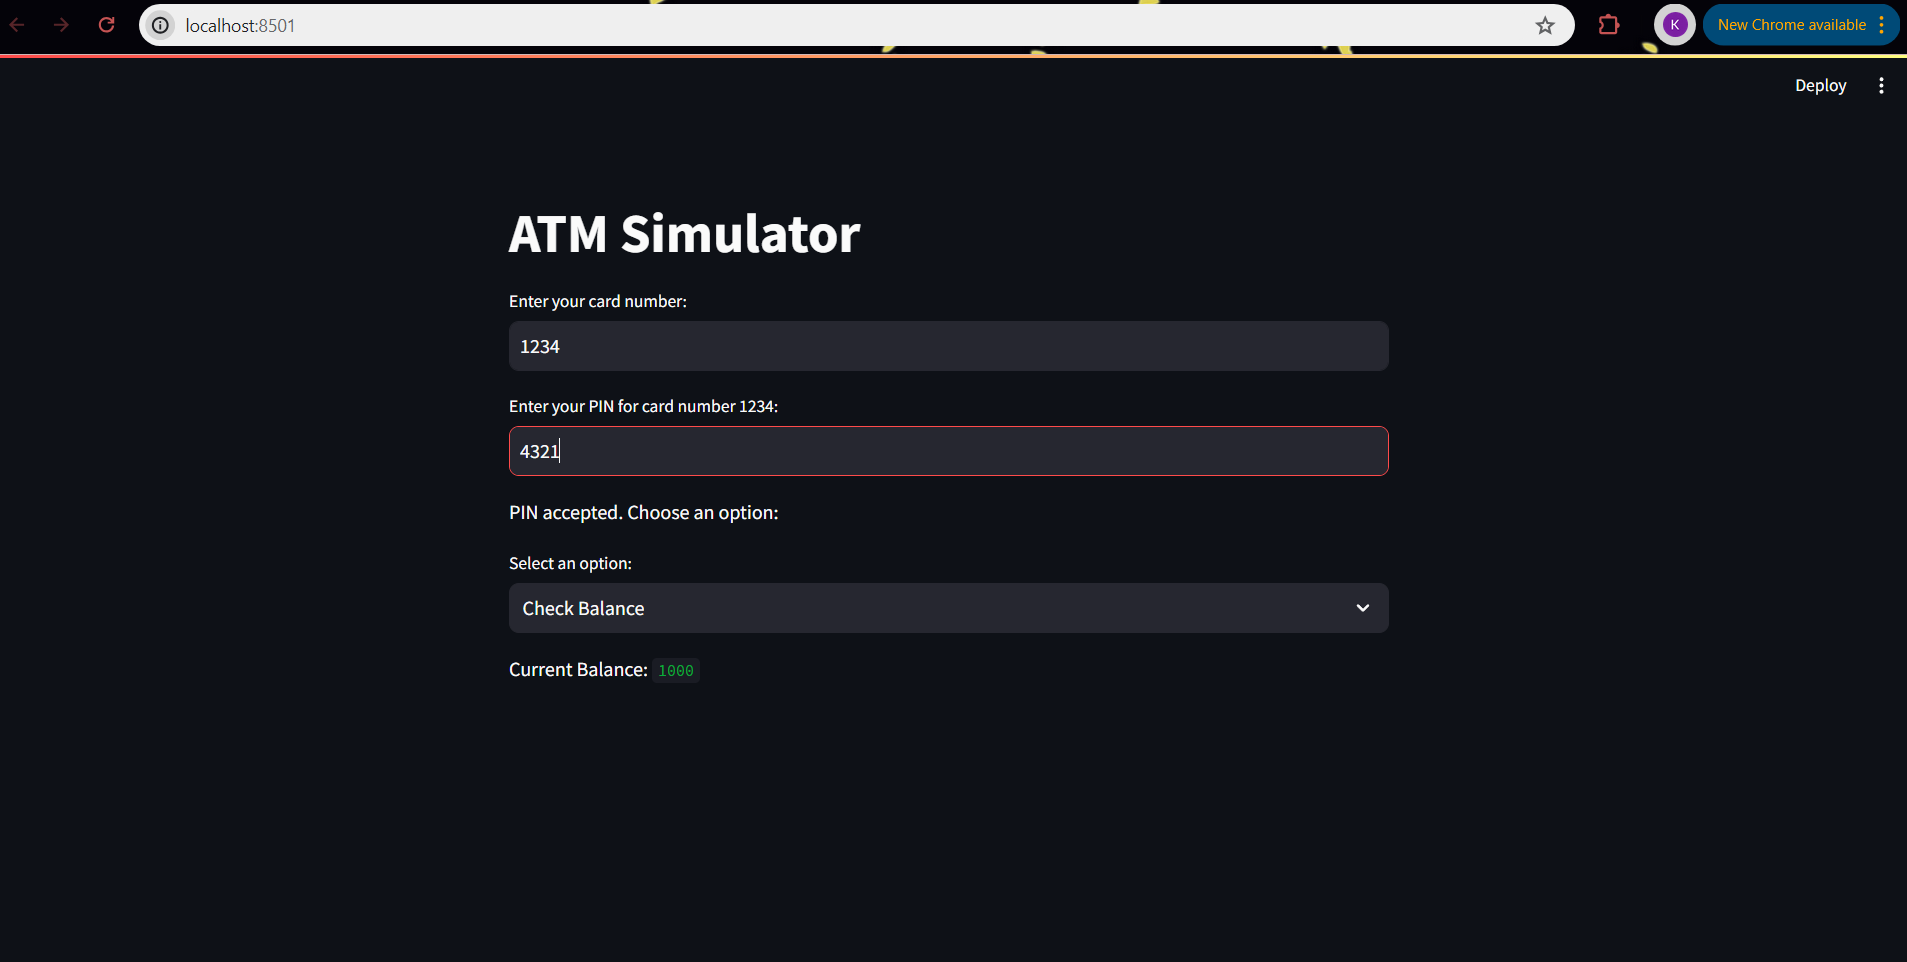 localhost:8501
K
New Chrome available
Deploy
ATM Simulator
Enter your card number:
1234
Enter your PIN for card number 1234:
4321
PIN accepted. Choose an option:
Select an option:
Check Balance
Current Balance: 1000